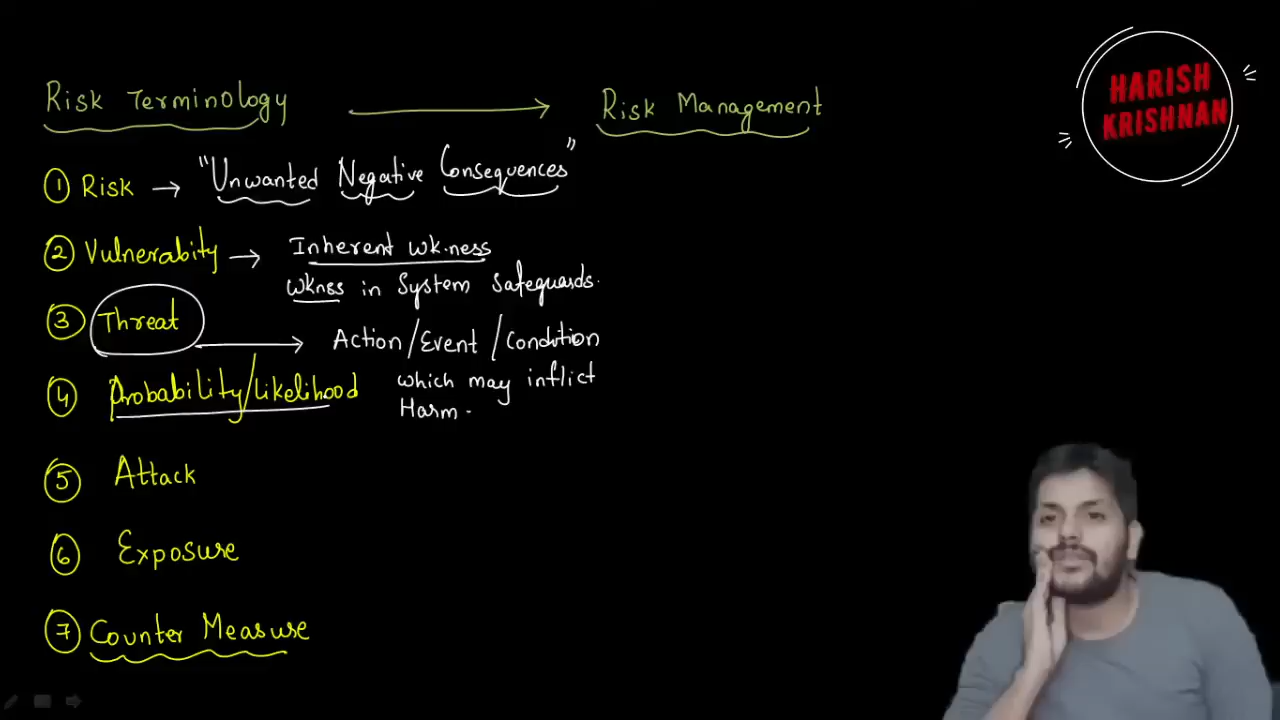 Risk Terminology → Risk Management
HARISH
KRISHNAN
① Risk → "Unwanted Negative Consequences"
② Vulnerabity → Inherent wk.ness
wknss in System Safeguards.
③ Threat → Action/Event/Condition
which may inflict
Harm.
④ Probability/likelihood
⑤ Attack
⑥ Exposure
⑦ Counter Measure